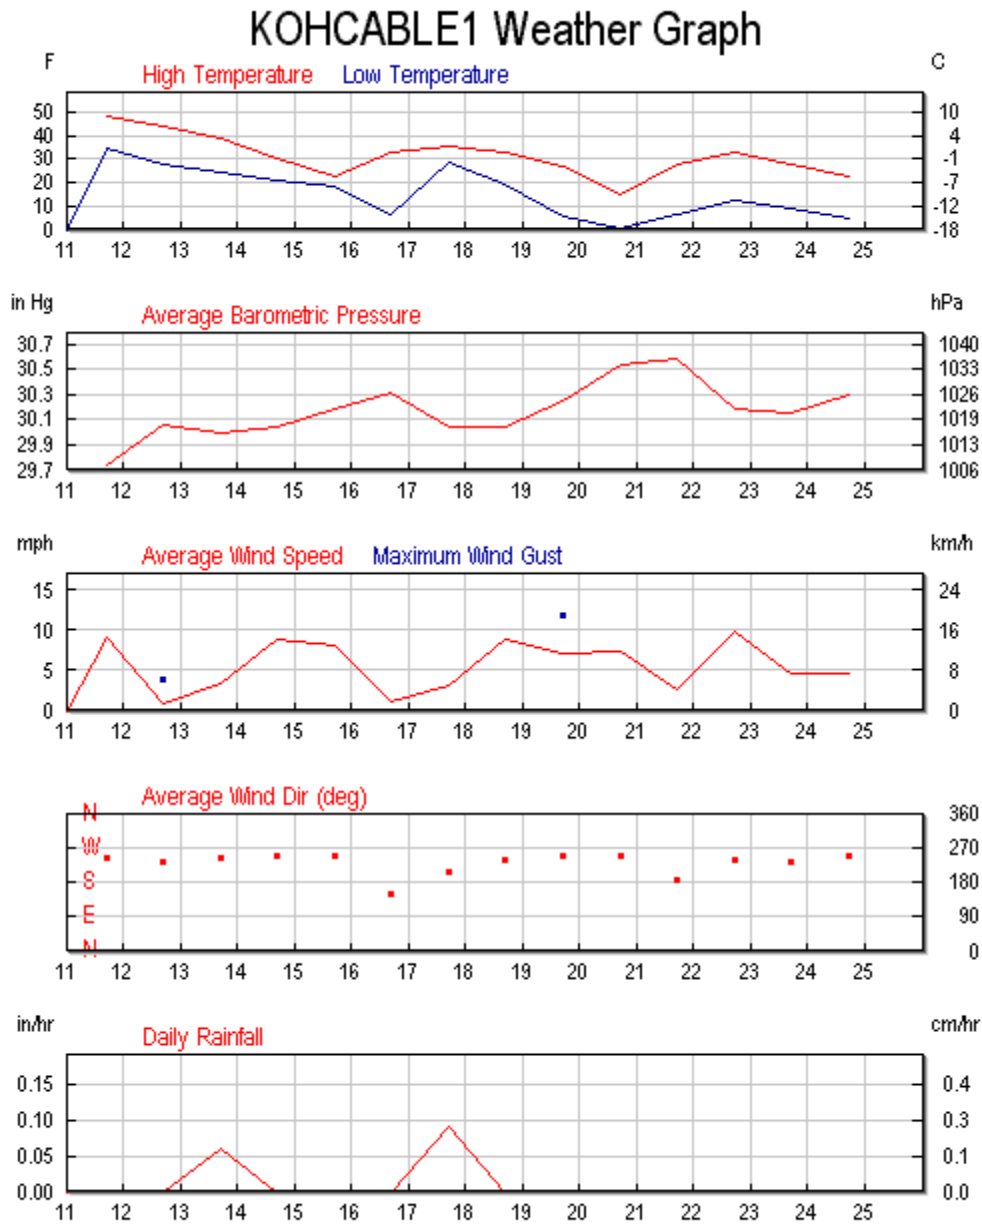 KOHCABLE1 Weather Graph
F C
High Temperature Low Temperature
50 10
40 4
30 -1
20 -7
10 -12
0 -18
11 12 13 14 15 16 17 18 19 20 21 22 23 24 25
in Hg hPa
Average Barometric Pressure
30.7 1040
30.5 1033
30.3 1026
30.1 1019
29.9 1013
29.7 1006
11 12 13 14 15 16 17 18 19 20 21 22 23 24 25
mph km/h
Average Wind Speed Maximum Wind Gust
15 24
10 16
5 8
0 0
11 12 13 14 15 16 17 18 19 20 21 22 23 24 25
Average Wind Dir (deg)
N 360
W 270
S 180
E 90
N 0
11 12 13 14 15 16 17 18 19 20 21 22 23 24 25
in/hr cm/hr
Daily Rainfall
0.15 0.4
0.10 0.3
0.05 0.1
0.00 0.0
11 12 13 14 15 16 17 18 19 20 21 22 23 24 25